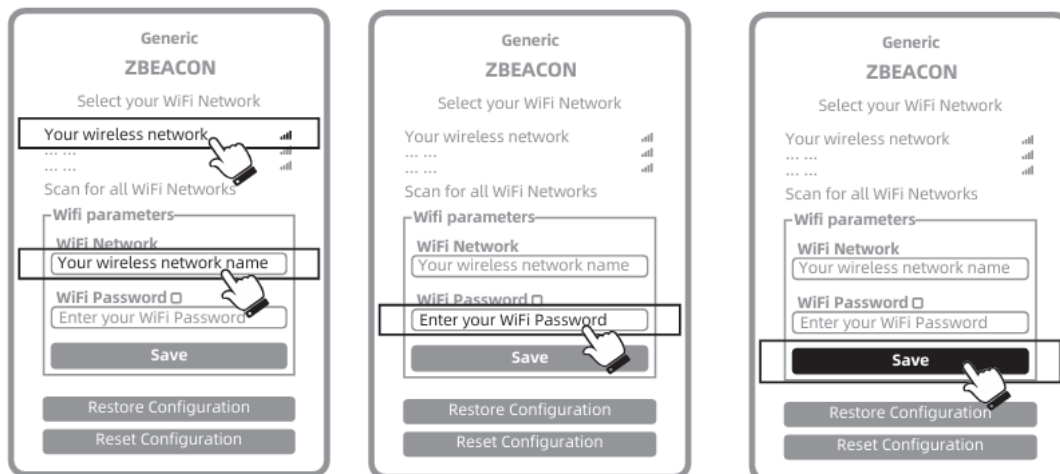 Generic
ZBEACON
Select your WiFi Network
Your wireless network
... ...
... ...
Scan for all WiFi Networks
Wifi parameters
WiFi Network
Your wireless network name
WiFi Password
Enter your WiFi Password
Save
Restore Configuration
Reset Configuration
Generic
ZBEACON
Select your WiFi Network
Your wireless network
... ...
... ...
Scan for all WiFi Networks
Wifi parameters
WiFi Network
Your wireless network name
WiFi Password
Enter your WiFi Password
Save
Restore Configuration
Reset Configuration
Generic
ZBEACON
Select your WiFi Network
Your wireless network
... ...
... ...
Scan for all WiFi Networks
Wifi parameters
WiFi Network
Your wireless network name
WiFi Password
Enter your WiFi Password
Save
Restore Configuration
Reset Configuration